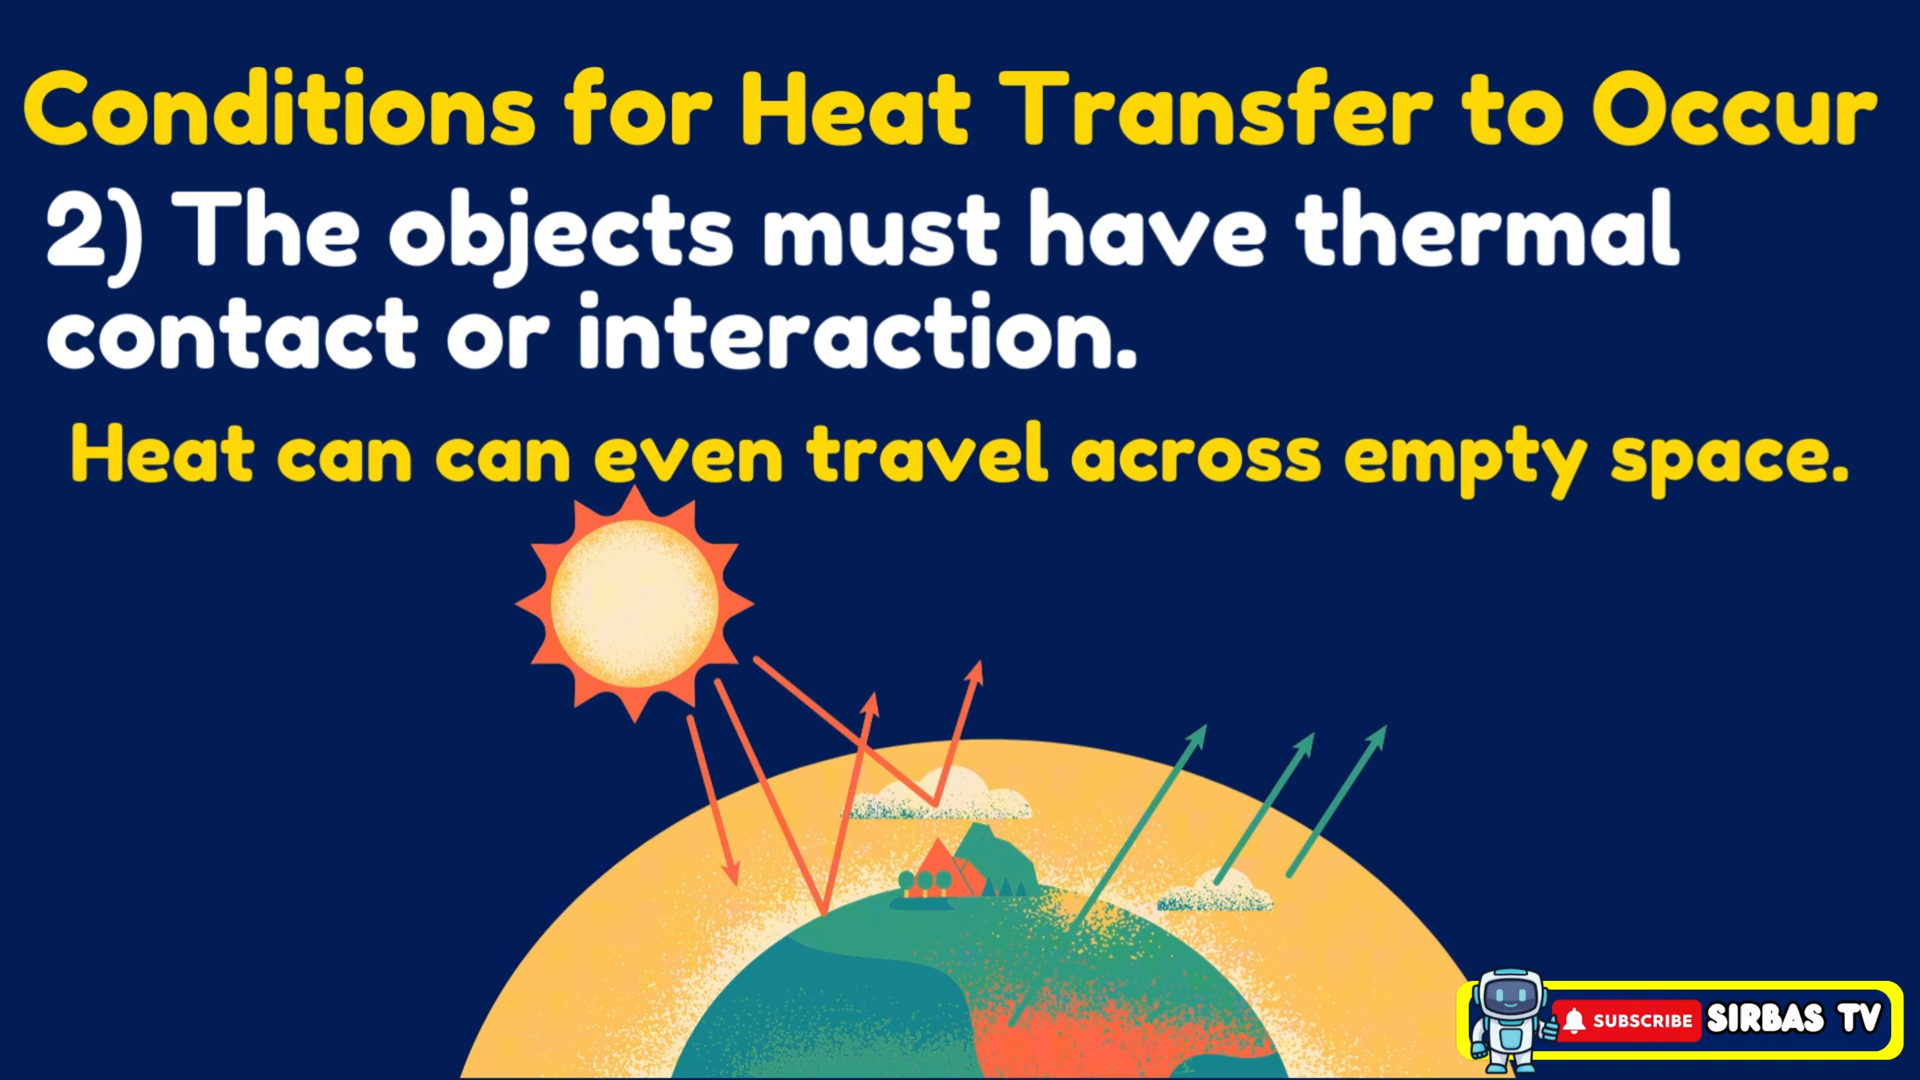 Conditions for Heat Transfer to Occur
2) The objects must have thermal
contact or interaction.
Heat can can even travel across empty space.
SUBSCRIBE SIRBAS TV